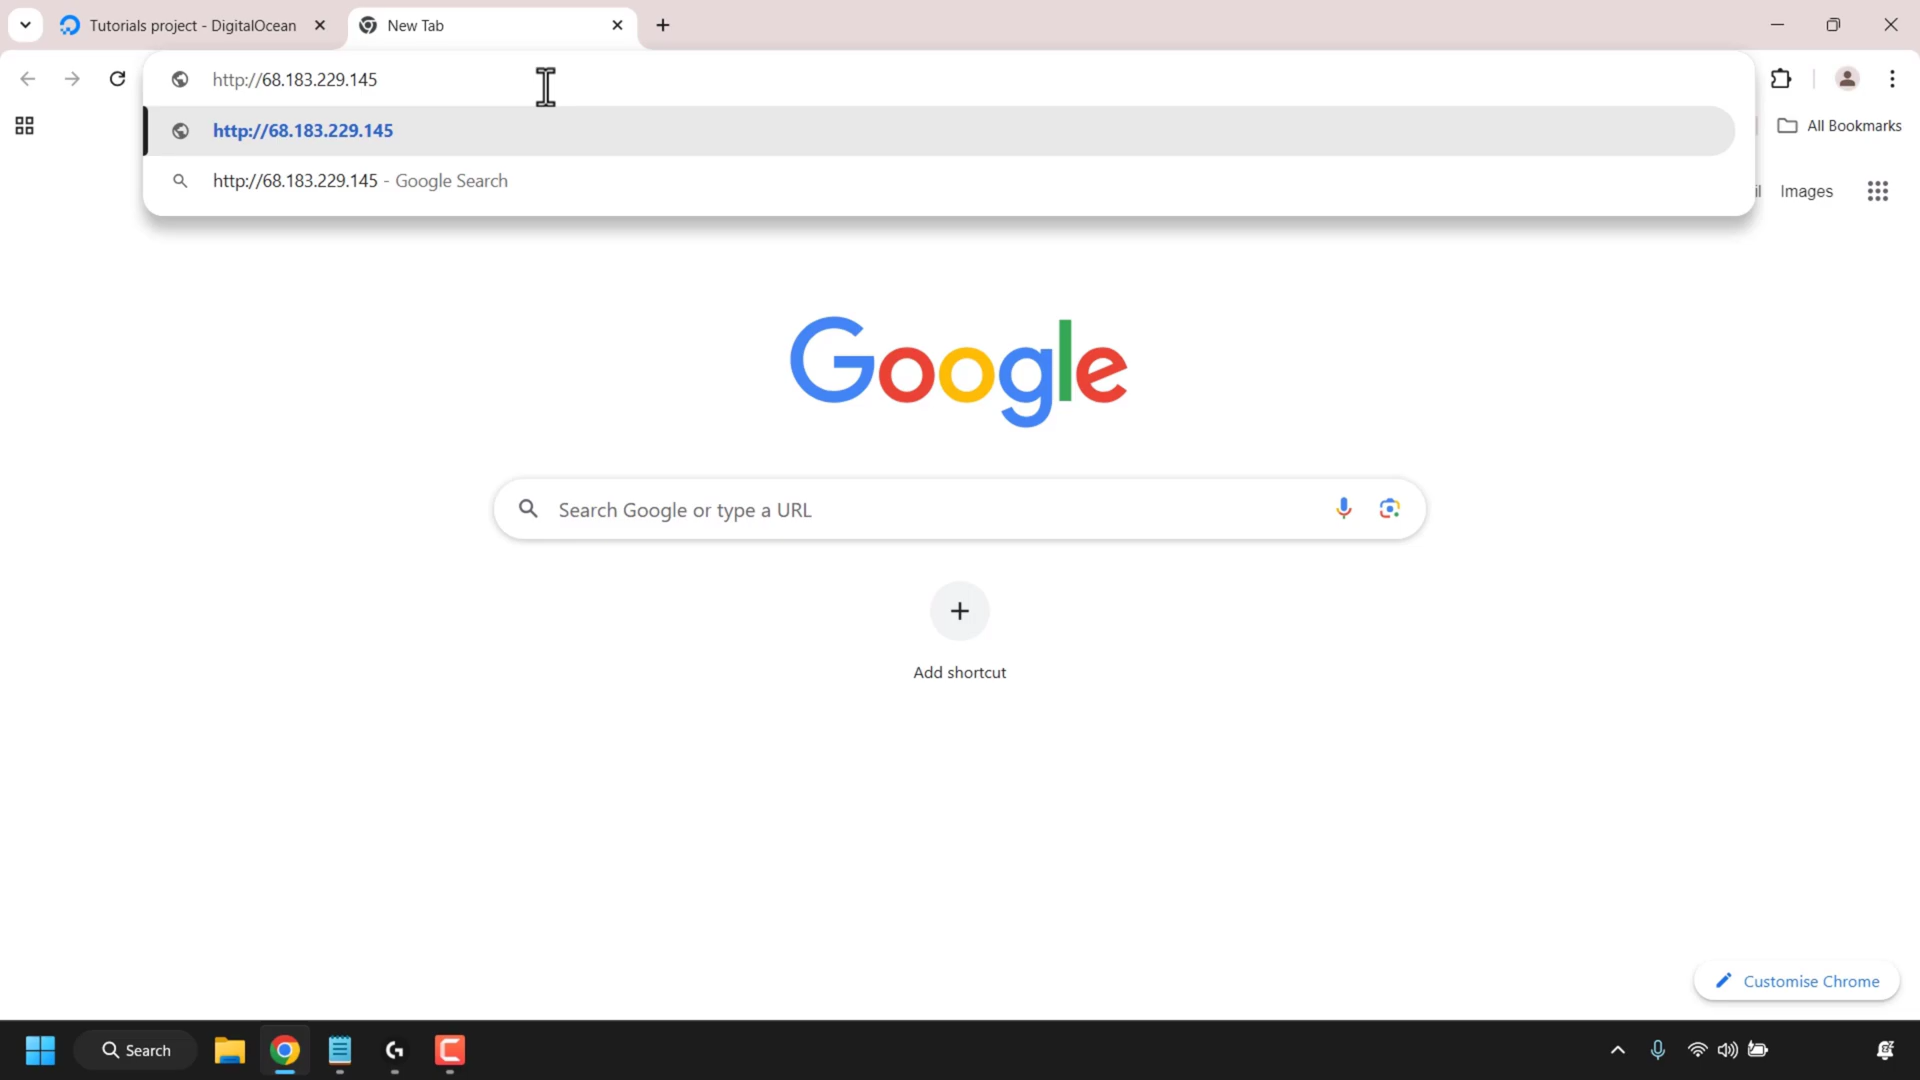 Tutorials project - DigitalOcean
New Tab
http://68.183.229.145
http://68.183.229.145
http://68.183.229.145 - Google Search
All Bookmarks
Images
Google
Search Google or type a URL
Add shortcut
Customise Chrome
Search